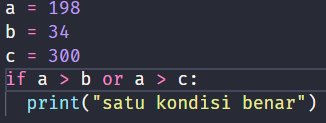 a = 198
b = 34
c = 300
if a > b or a > c:
  print("satu kondisi benar")